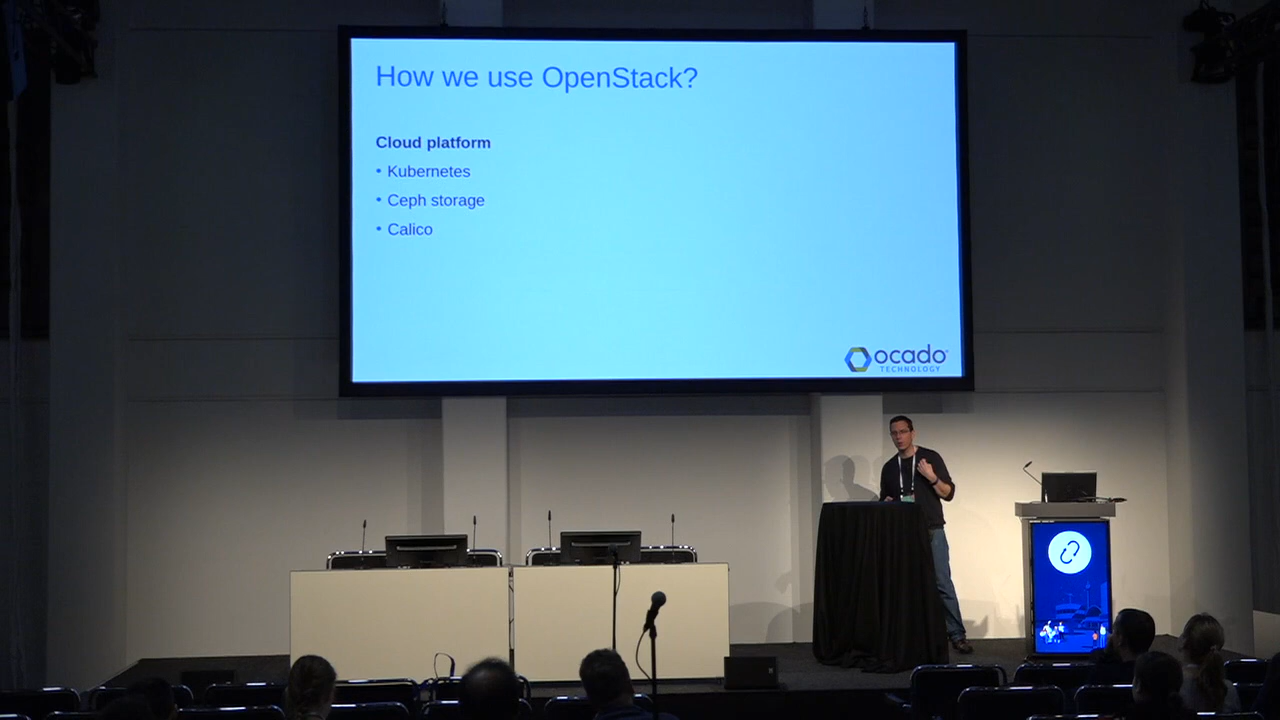 How we use OpenStack?
Cloud platform
• Kubernetes
• Ceph storage
• Calico
ocado
TECHNOLOGY